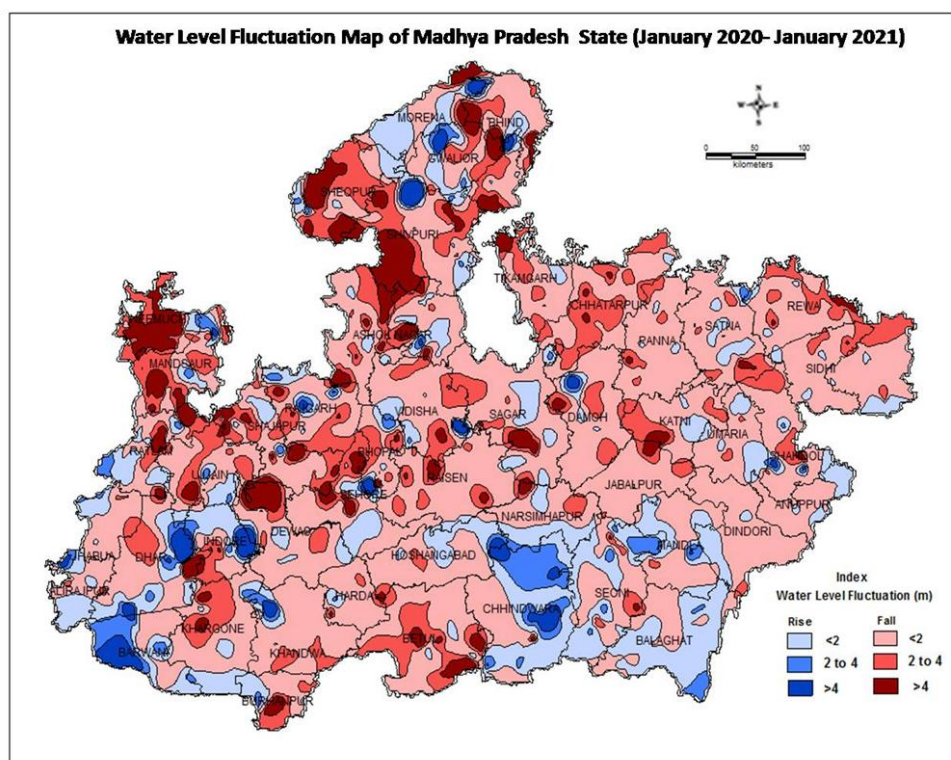 Water Level Fluctuation Map of Madhya Pradesh State (January 2020- January 2021)
N
W E
S
0 50 100
kilometers
MORENA
BHIND
GWALIOR
SHEOPUR
SHIVPURI
TIKAMGARH
CHHATARPUR
REWA
SATNA
PANNA
SIDHI
NEEMUCH
ASHOKNAGAR
MANDSAUR
RAJGARH
VIDISHA
SAGAR
DAMOH
SHAJAPUR
KATNI
UMARIA
RATLAM
BHOPAL
SHAHDOL
UJJAIN
SEHORE
RAISEN
JABALPUR
ANUPPUR
NARSIMHAPUR
DEWAS
DINDORI
INDORE
MANDLA
JHABUA
DHAR
HOSHANGABAD
ALIRAJPUR
HARDA
SEONI
CHHINDWARA
KHARGONE
BETUL
BALAGHAT
BARWANI
KHANDWA
BURHANPUR
Index
Water Level Fluctuation (m)
Rise Fall
<2 <2
2 to 4 2 to 4
>4 >4